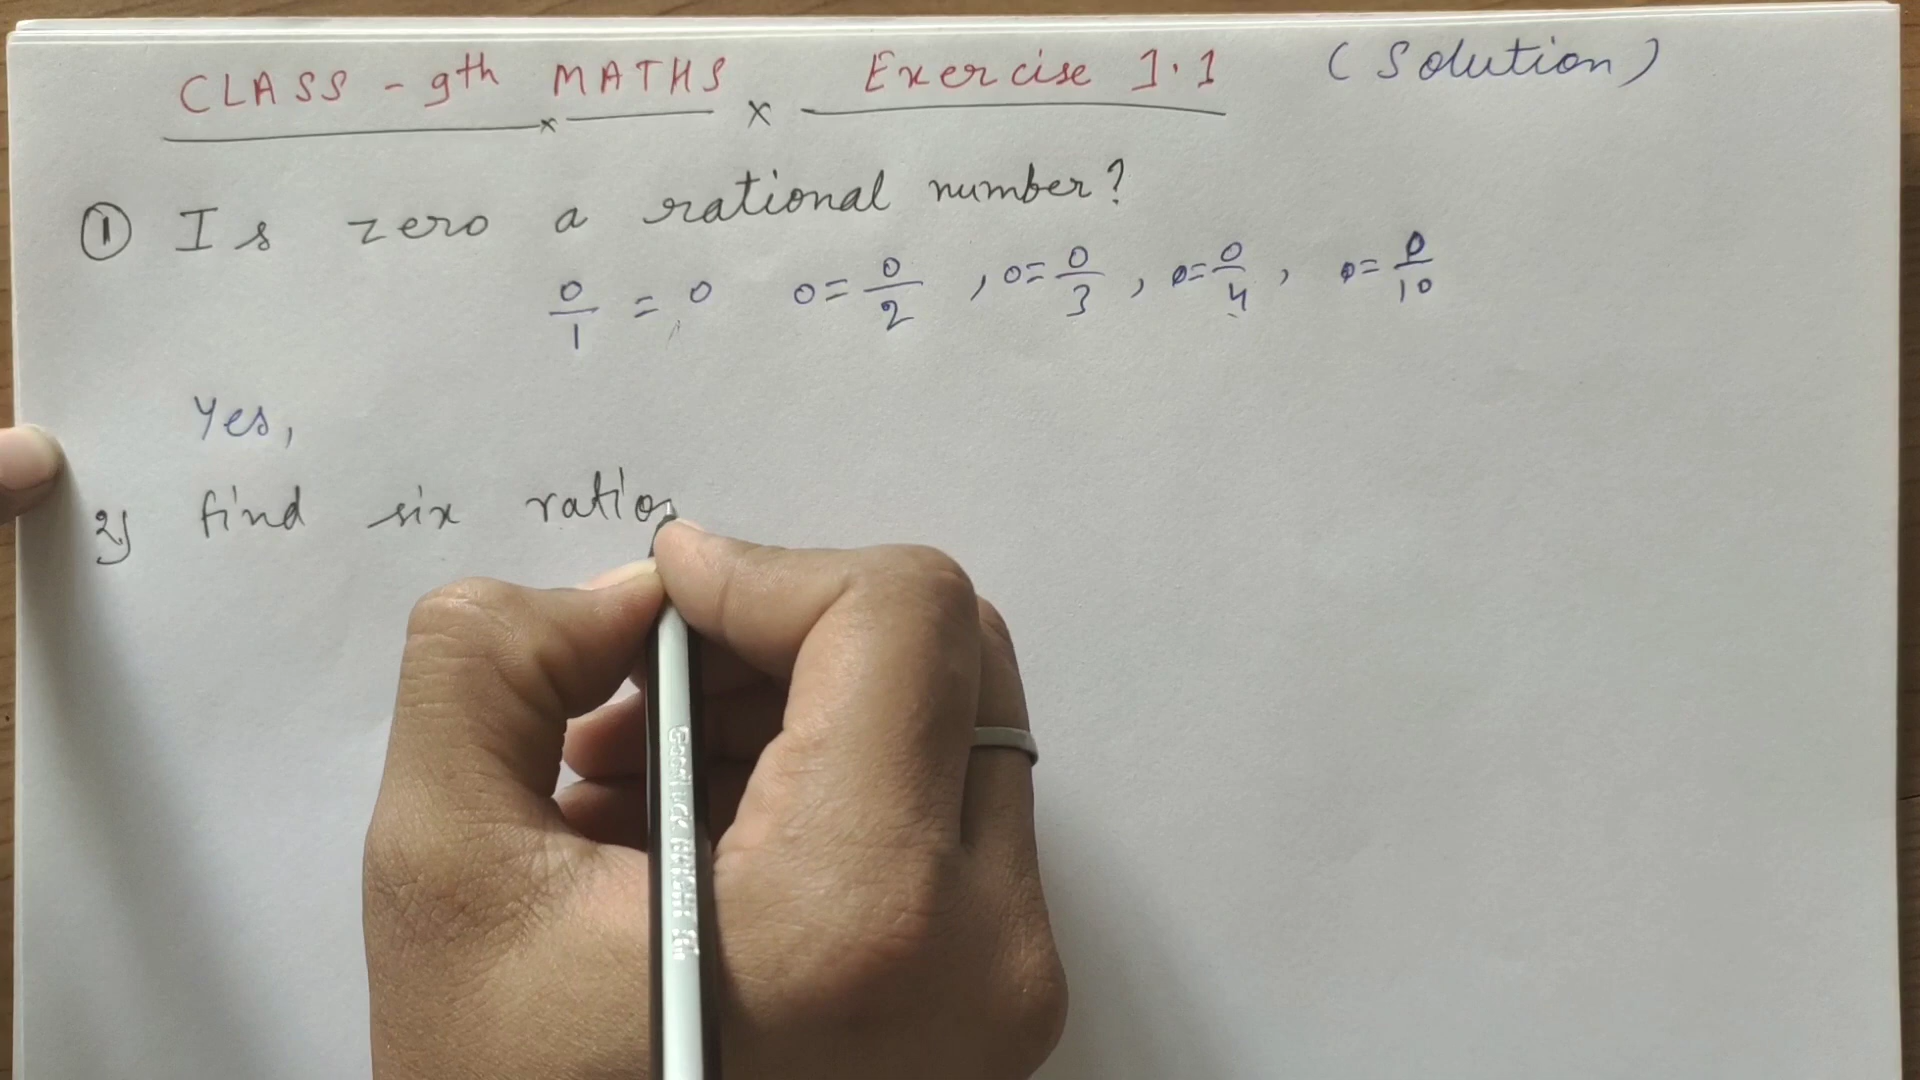 CLASS - 9th MATHS Exercise 1.1 (Solution)
① Is zero a rational number?
0/1 = 0 0=0/2 , 0=0/3 , 0=0/4 , 0=0/10
Yes,
2) find six ration